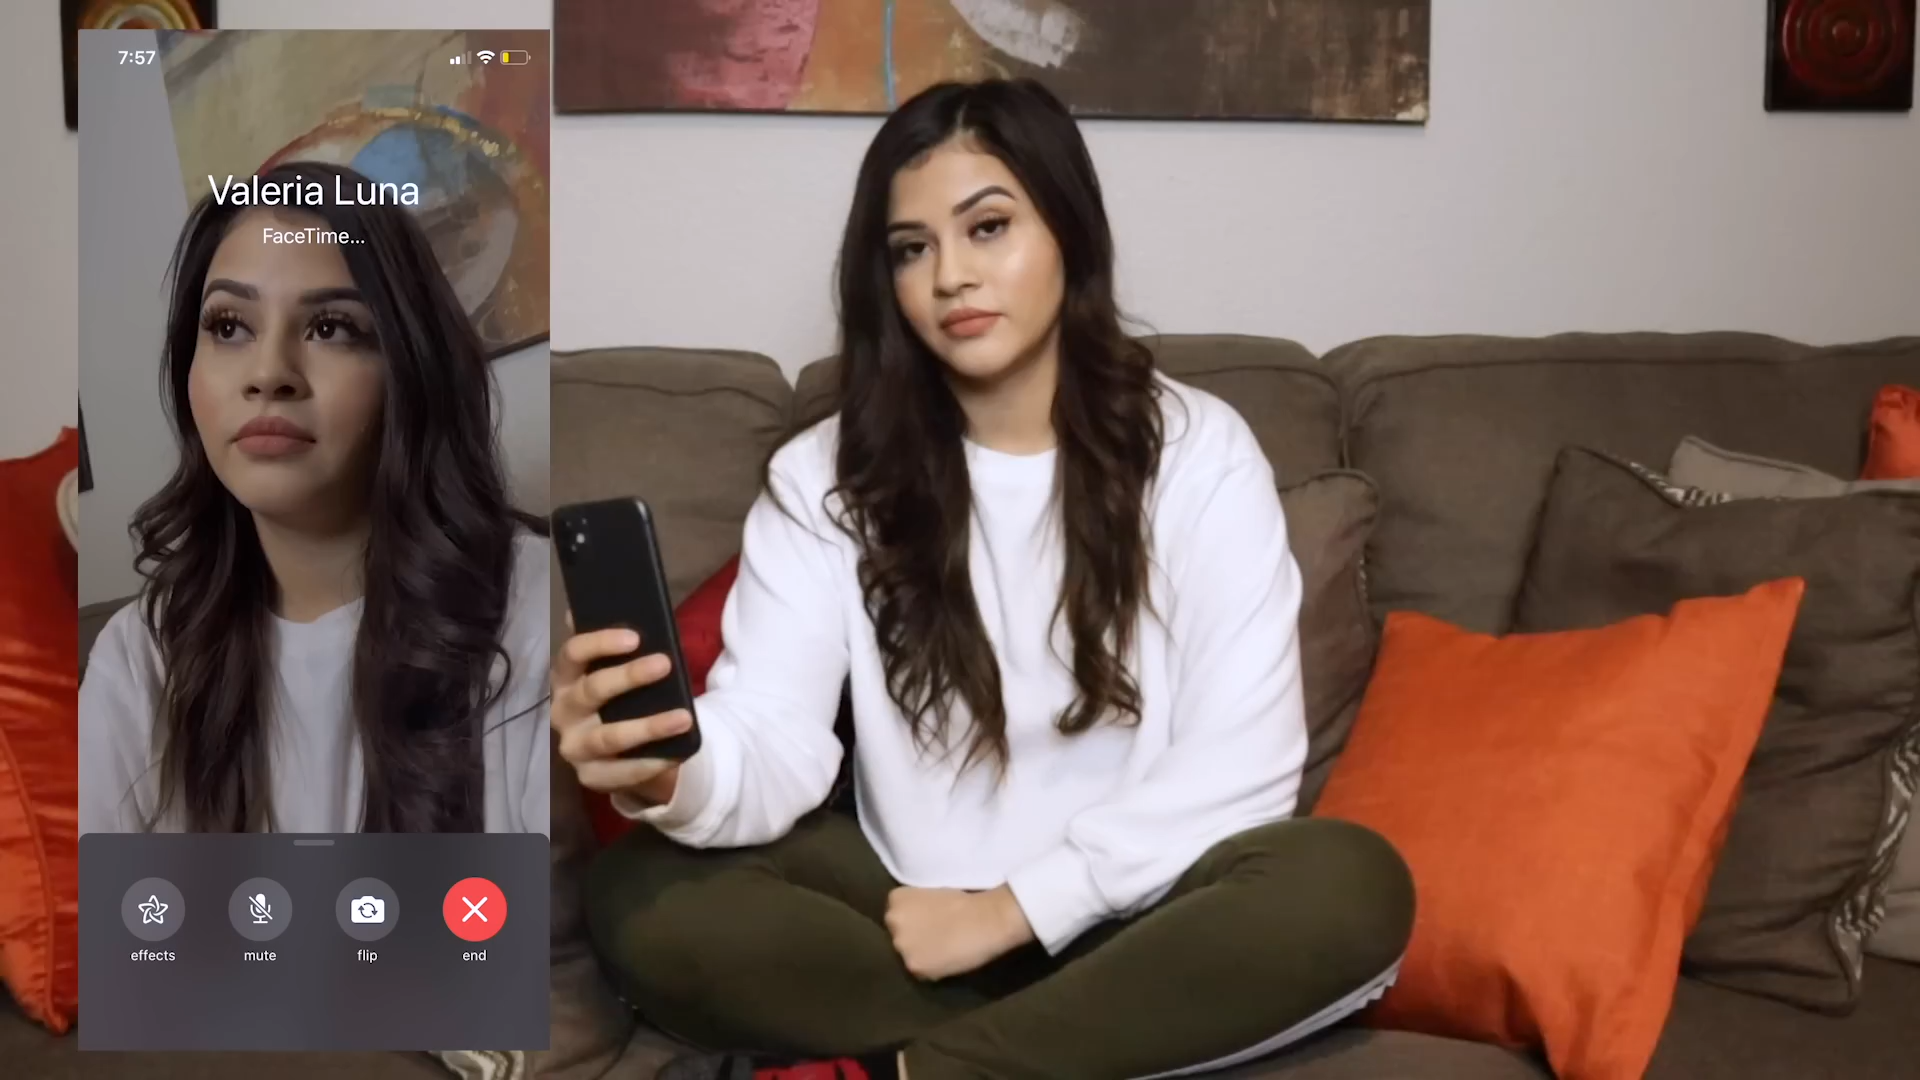 7:57
Valeria Luna
FaceTime...
effects
mute
flip
end